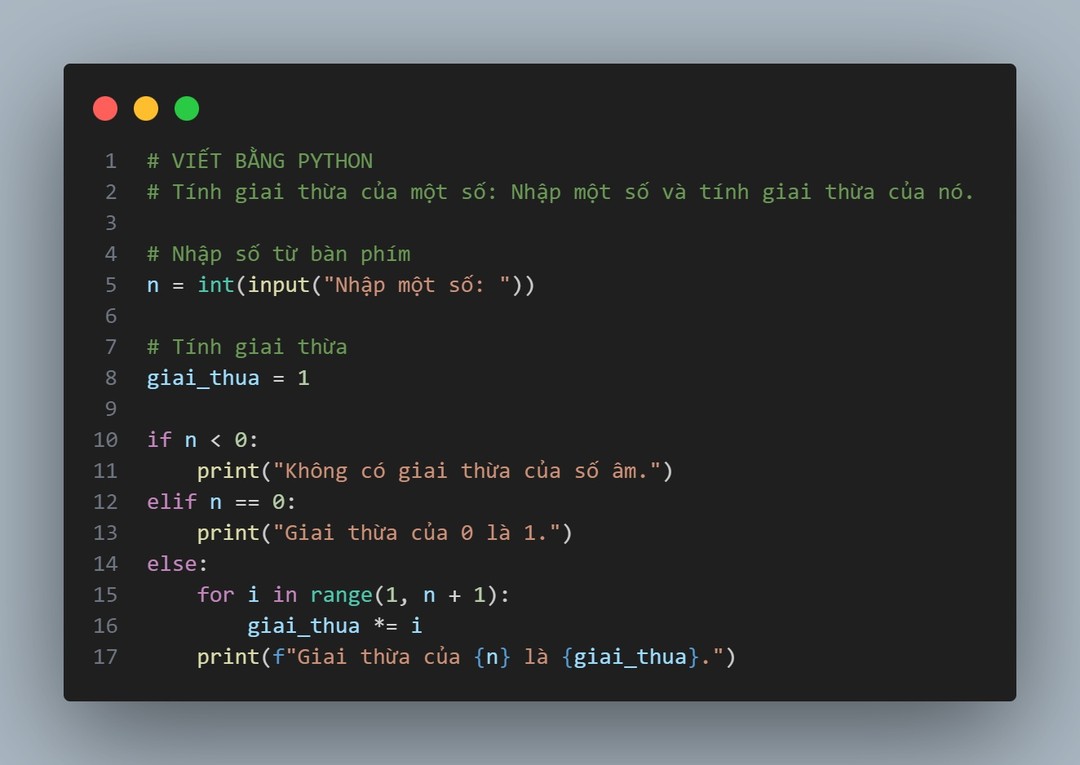 1 # VIẾT BẰNG PYTHON
2 # Tính giai thừa của một số: Nhập một số và tính giai thừa của nó.
3
4 # Nhập số từ bàn phím
5 n = int(input("Nhập một số: "))
6
7 # Tính giai thừa
8 giai_thua = 1
9
10 if n < 0:
11     print("Không có giai thừa của số âm.")
12 elif n == 0:
13     print("Giai thừa của 0 là 1.")
14 else:
15     for i in range(1, n + 1):
16         giai_thua *= i
17     print(f"Giai thừa của {n} là {giai_thua}.")